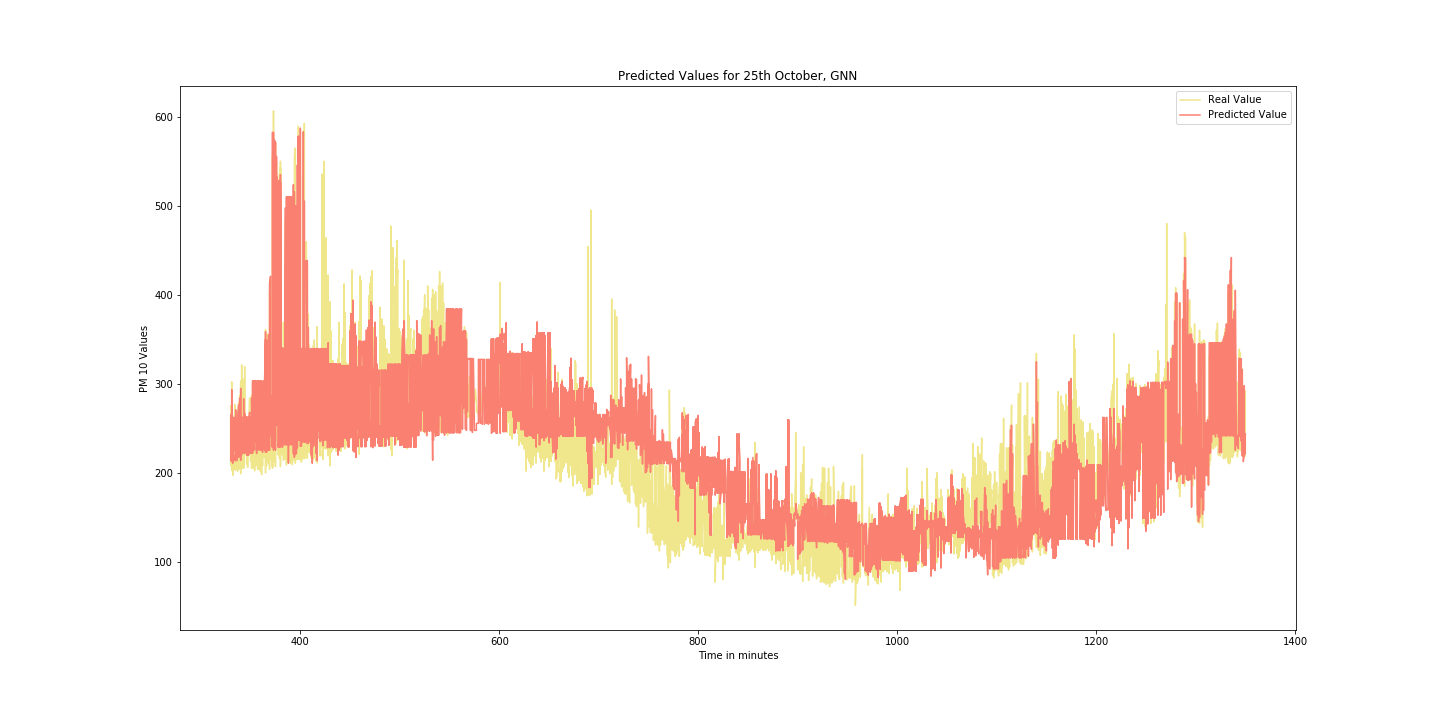 Predicted Values for 25th October, GNN
Real Value
Predicted Value
600
500
400
300
200
100
PM 10 Values
400
600
800
1000
1200
1400
Time in minutes